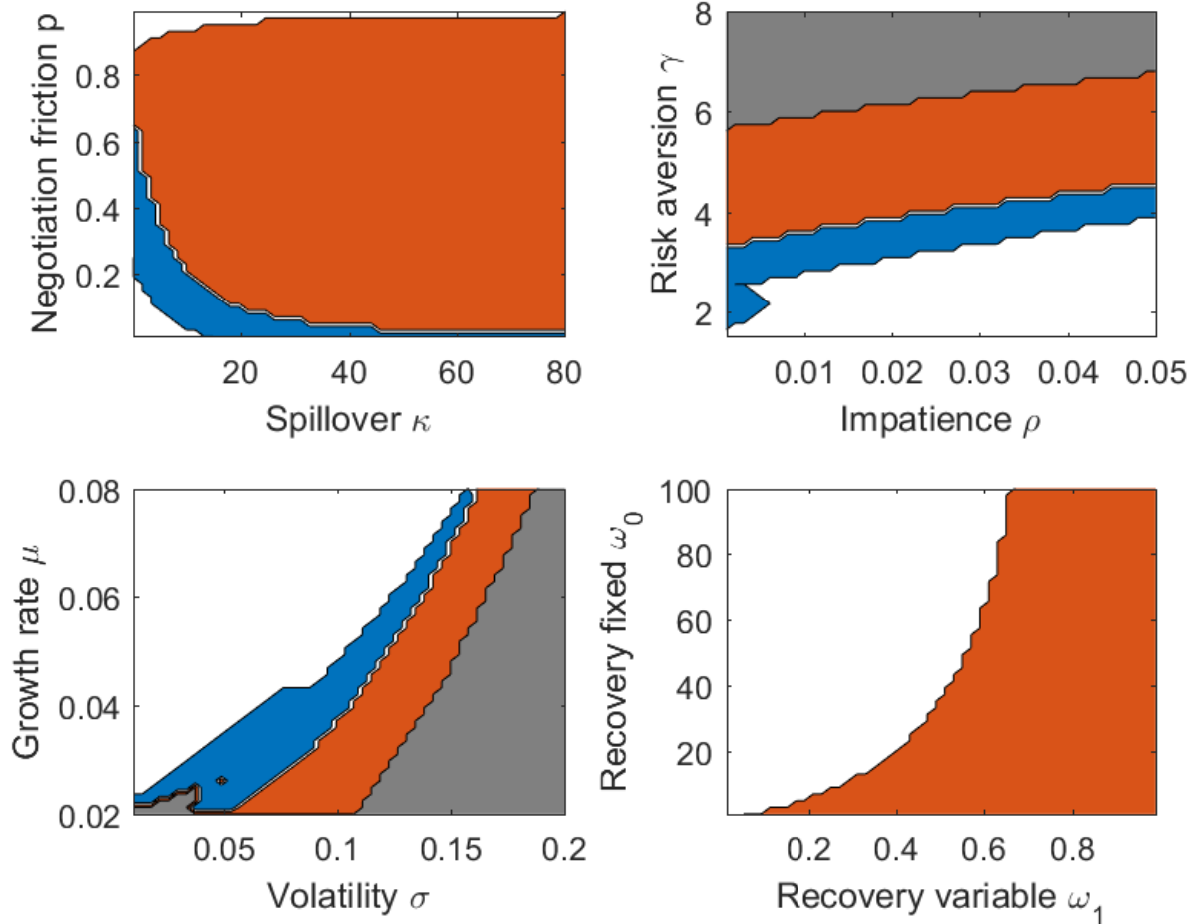 Negotiation friction p
0.8
0.6
0.4
0.2
20 40 60 80
Spillover κ
Risk aversion γ
8
6
4
2
0.01 0.02 0.03 0.04 0.05
Impatience ρ
Growth rate μ
0.08
0.06
0.04
0.02
0.05 0.1 0.15 0.2
Volatility σ
Recovery fixed ω₀
100
80
60
40
20
0.2 0.4 0.6 0.8
Recovery variable ω₁